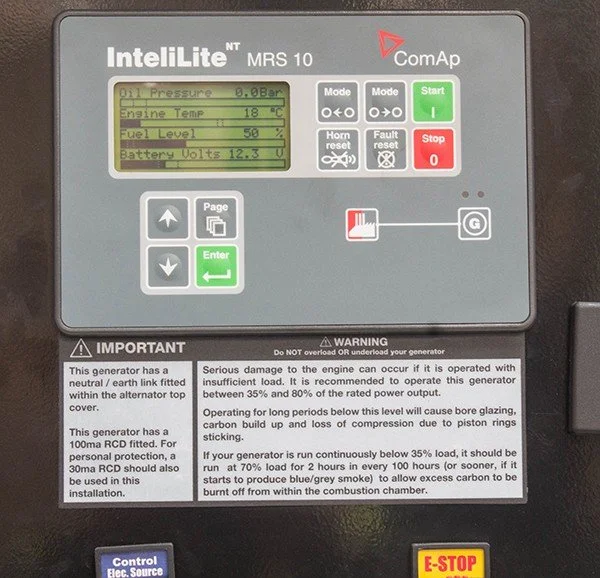 InteliLite NT MRS 10
ComAp
Oil Pressure 0.0Bar
Engine Temp 18 °C
Fuel Level 50 %
Battery Volts 12.3 V
Mode
Mode
Start
I
Horn reset
Fault reset
Stop
0
Page
Enter
G
IMPORTANT
This generator has a
neutral / earth link fitted
within the alternator top
cover.
This generator has a
100ma RCD fitted. For
personal protection, a
30ma RCD should also
be used in this
installation.
WARNING
Do NOT overload OR underload your generator
Serious damage to the engine can occur if it is operated with
insufficient load. It is recommended to operate this generator
between 35% and 80% of the rated power output.
Operating for long periods below this level will cause bore glazing,
carbon build up and loss of compression due to piston rings
sticking.
If your generator is run continuously below 35% load, it should be
run at 70% load for 2 hours in every 100 hours (or sooner, if it
starts to produce blue/grey smoke) to allow excess carbon to be
burnt off from within the combustion chamber.
Control
Elec. Source
E-STOP